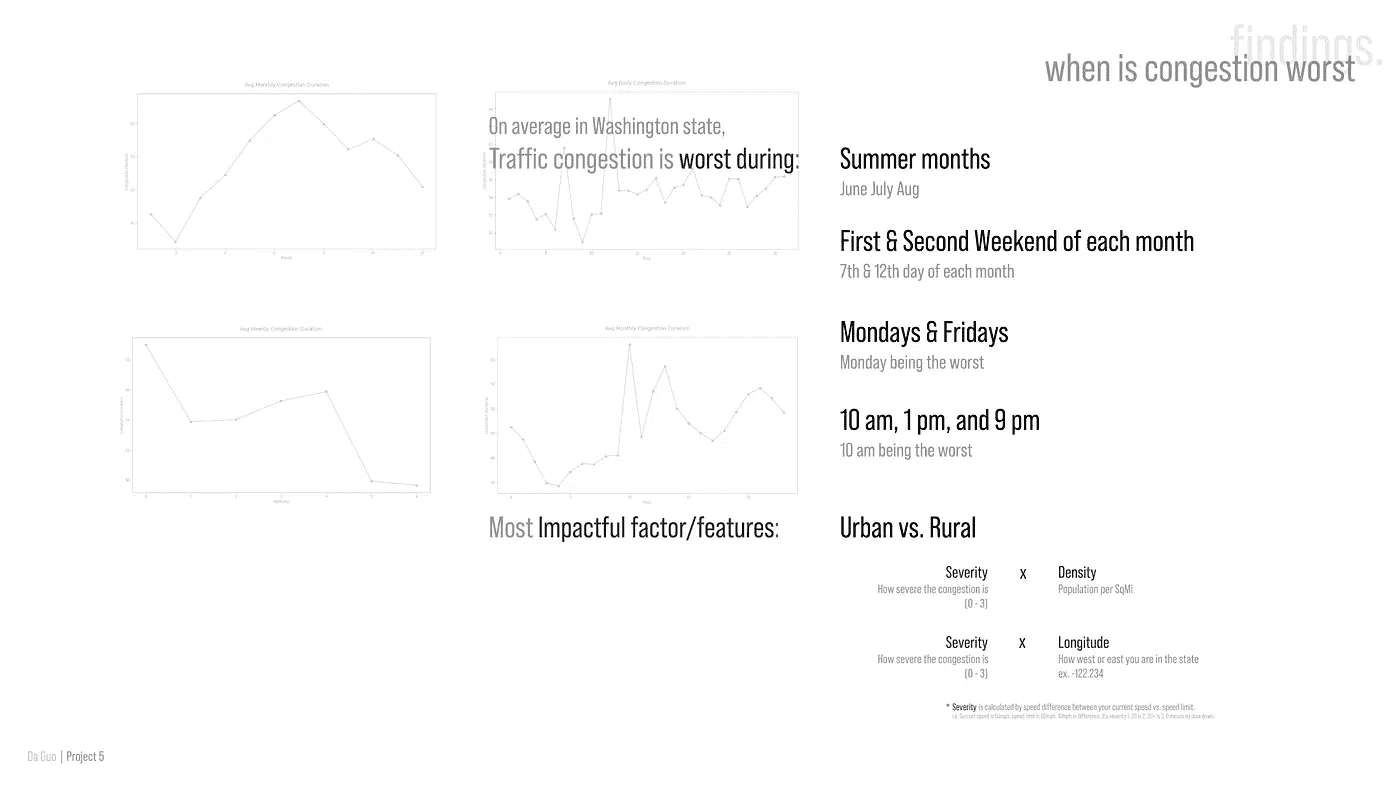 findings.
when is congestion worst
Avg Monthly Congestion Duration
Month
Avg Daily Congestion Duration
On average in Washington state,
Traffic congestion is worst during:
Summer months
June July Aug
First & Second Weekend of each month
7th & 12th day of each month
Avg Weekly Congestion Duration
Avg Monthly Congestion Duration
Mondays & Fridays
Monday being the worst
10 am, 1 pm, and 9 pm
10 am being the worst
Most Impactful factor/features:
Urban vs. Rural
Severity x Density
How severe the congestion is Population per SqMi
(0 - 3)
Severity x Longitude
How severe the congestion is How west or east you are in the state
(0 - 3) ex. -122.234
* Severity is calculated by speed difference between your current speed vs. speed limit.
Da Guo | Project 5